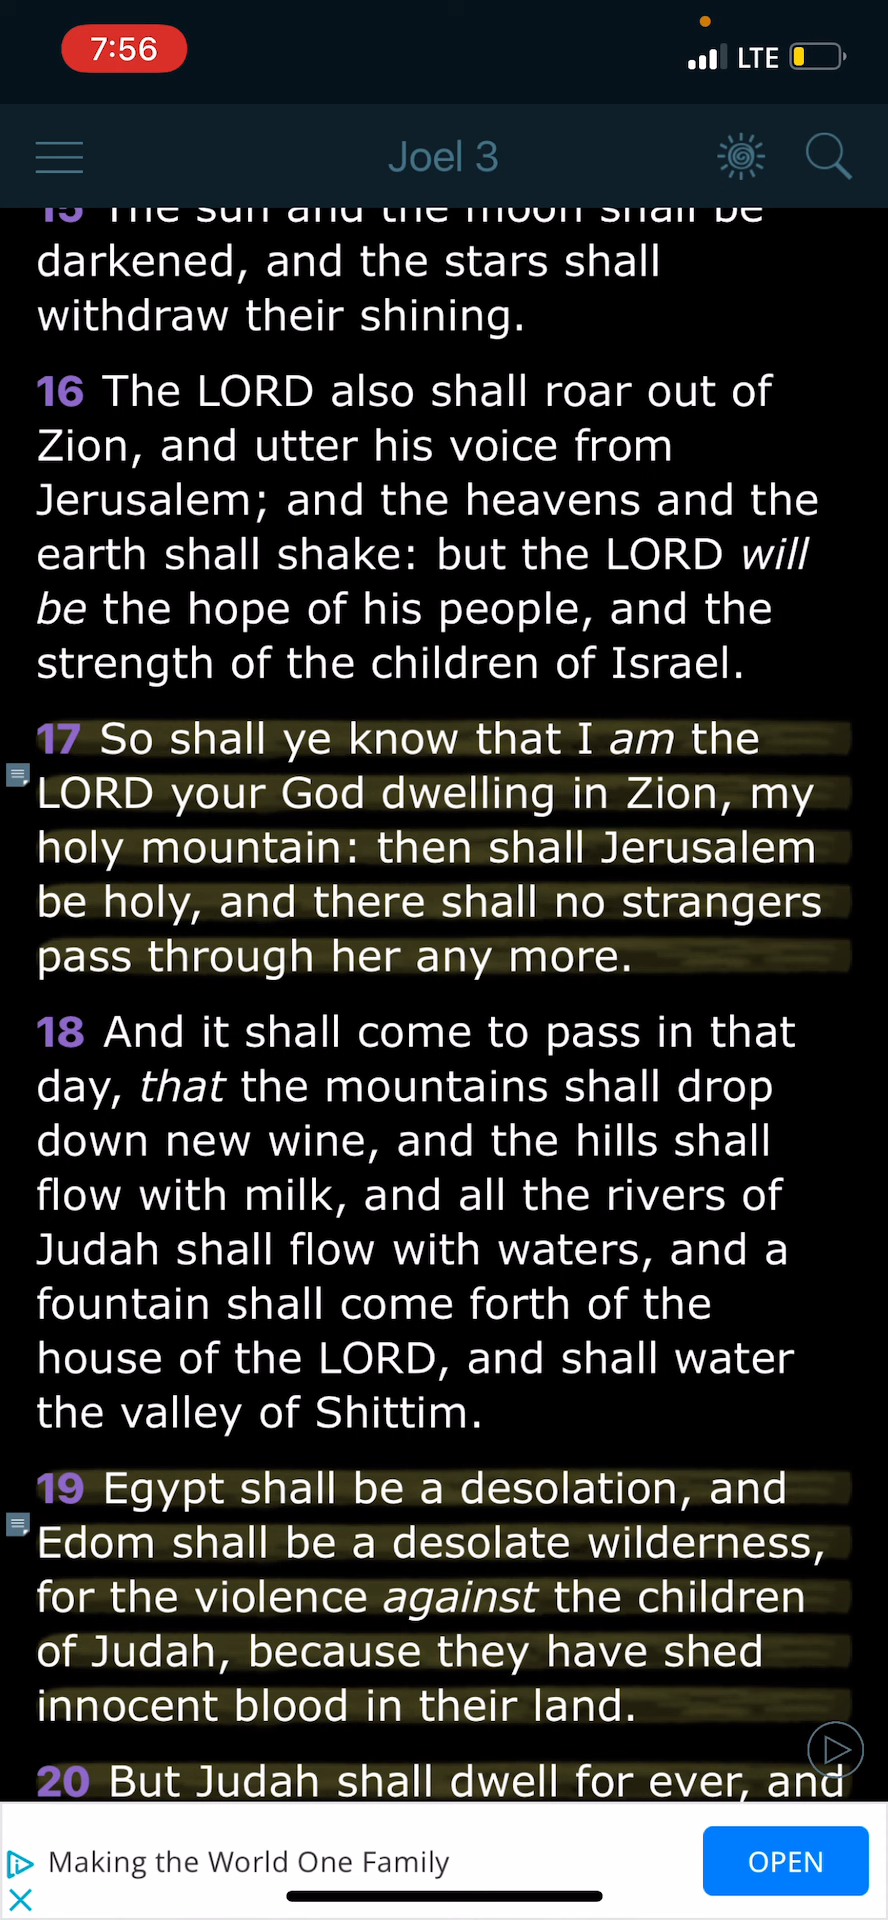 7:56
LTE
Joel 3
15 The sun and the moon shall be
darkened, and the stars shall
withdraw their shining.
16 The LORD also shall roar out of
Zion, and utter his voice from
Jerusalem; and the heavens and the
earth shall shake: but the LORD will
be the hope of his people, and the
strength of the children of Israel.
17 So shall ye know that I am the
LORD your God dwelling in Zion, my
holy mountain: then shall Jerusalem
be holy, and there shall no strangers
pass through her any more.
18 And it shall come to pass in that
day, that the mountains shall drop
down new wine, and the hills shall
flow with milk, and all the rivers of
Judah shall flow with waters, and a
fountain shall come forth of the
house of the LORD, and shall water
the valley of Shittim.
19 Egypt shall be a desolation, and
Edom shall be a desolate wilderness,
for the violence against the children
of Judah, because they have shed
innocent blood in their land.
20 But Judah shall dwell for ever, and
Making the World One Family
OPEN